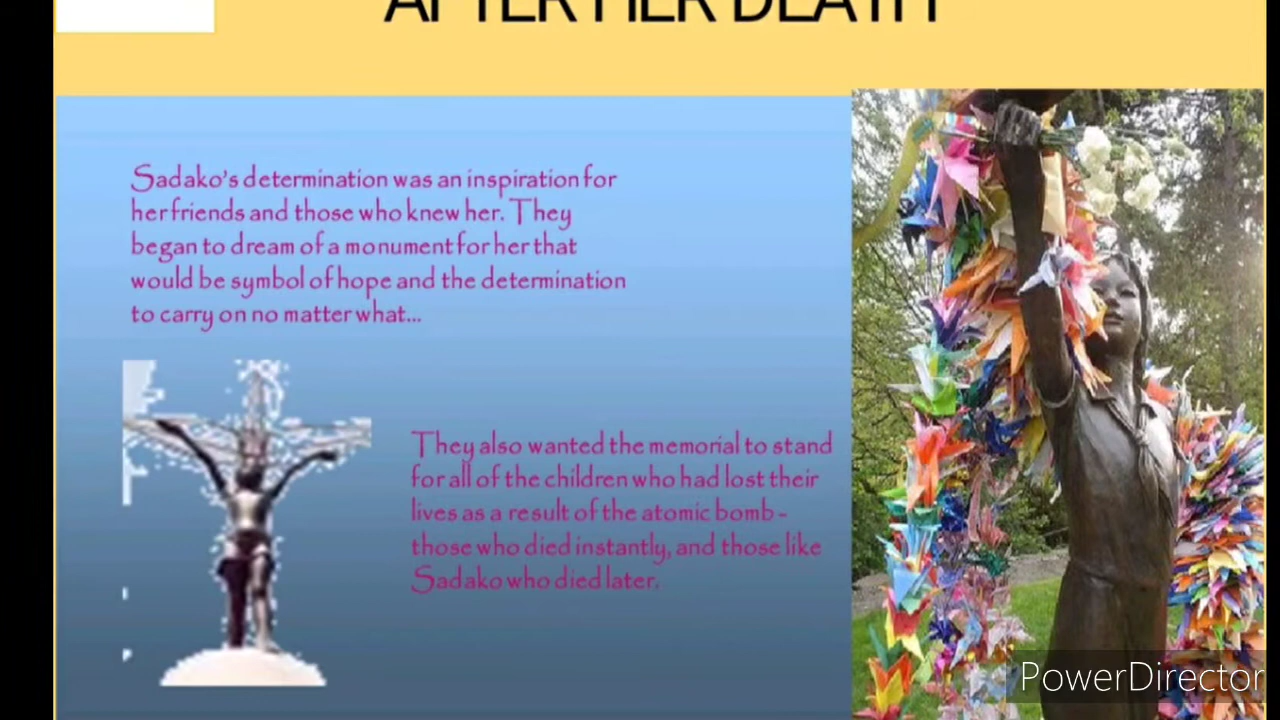 AFTER HER DEATH
Sadako's determination was an inspiration for
her friends and those who knew her. They
began to dream of a monument for her that
would be symbol of hope and the determination
to carry on no matter what...
They also wanted the memorial to stand
for all of the children who had lost their
lives as a result of the atomic bomb -
those who died instantly, and those like
Sadako who died later.
PowerDirector